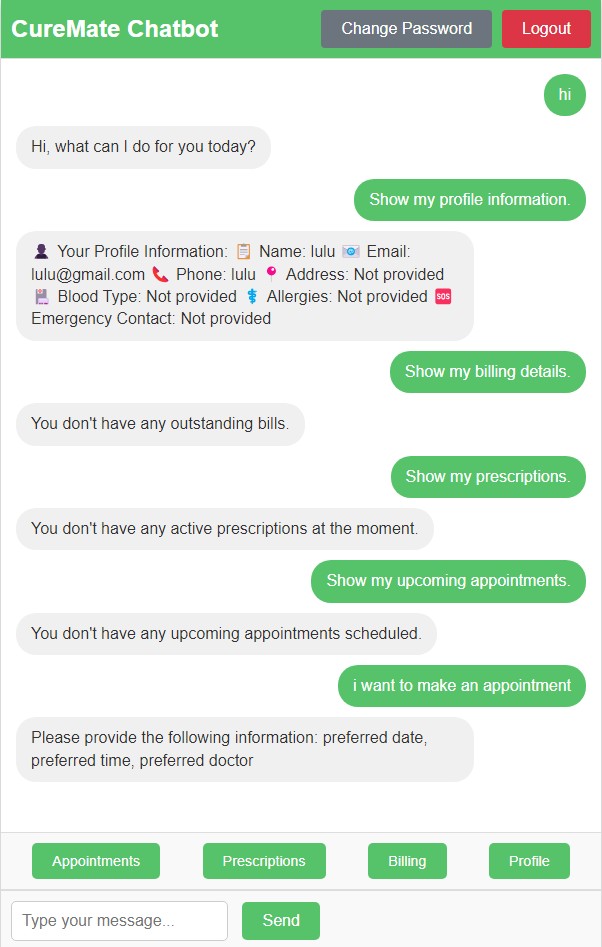 CureMate Chatbot
Change Password
Logout
hi
Hi, what can I do for you today?
Show my profile information.
👤 Your Profile Information: 📋 Name: lulu 📧 Email:
lulu@gmail.com 📞 Phone: lulu 📍 Address: Not provided
Blood Type: Not provided ⚕️ Allergies: Not provided 🆘
Emergency Contact: Not provided
Show my billing details.
You don't have any outstanding bills.
Show my prescriptions.
You don't have any active prescriptions at the moment.
Show my upcoming appointments.
You don't have any upcoming appointments scheduled.
i want to make an appointment
Please provide the following information: preferred date,
preferred time, preferred doctor
Appointments
Prescriptions
Billing
Profile
Type your message...
Send